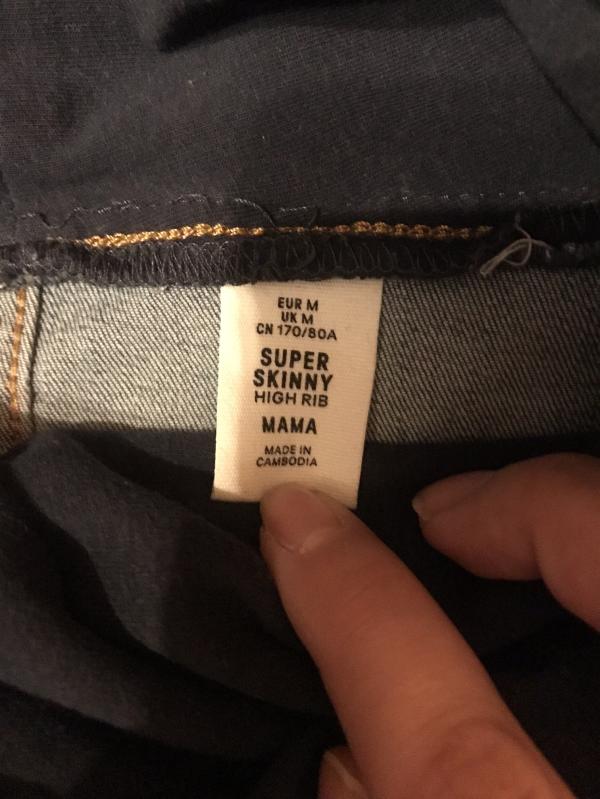 EUR M
UK M
CN 170/80A
SUPER
SKINNY
HIGH RIB
MAMA
MADE IN
CAMBODIA